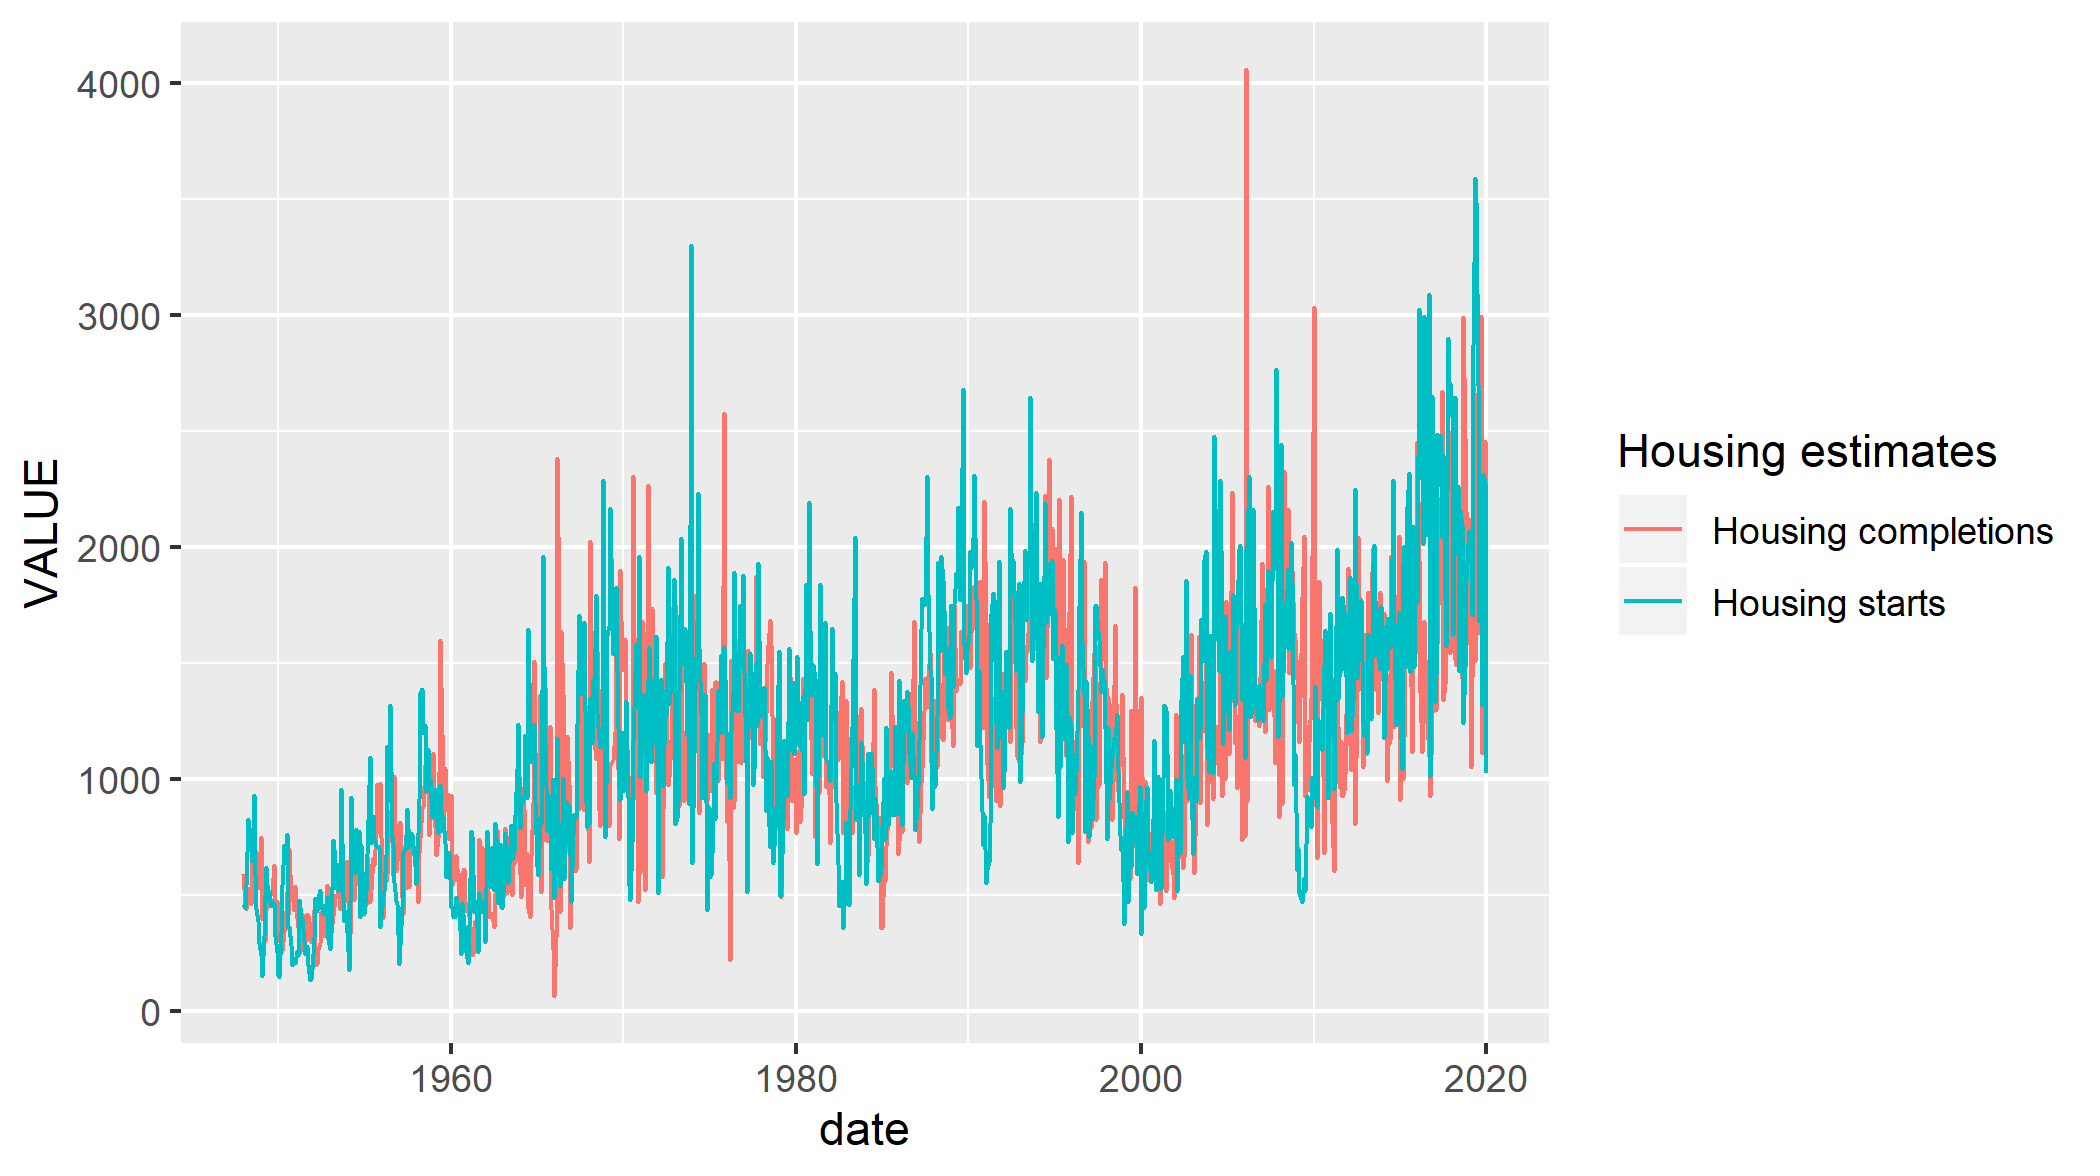 4000
3000
2000
1000
0
VALUE
1960 1980 2000 2020
date
Housing estimates
Housing completions
Housing starts